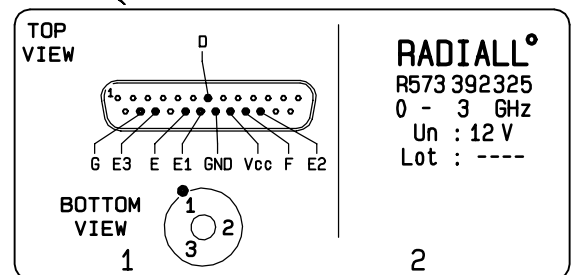 TOP
VIEW
D
1
G E3 E E1 GND Vcc F E2
BOTTOM
VIEW
1
2
3
1
RADIALL°
R573 392325
0 - 3 GHz
Un : 12 V
Lot : ----
2